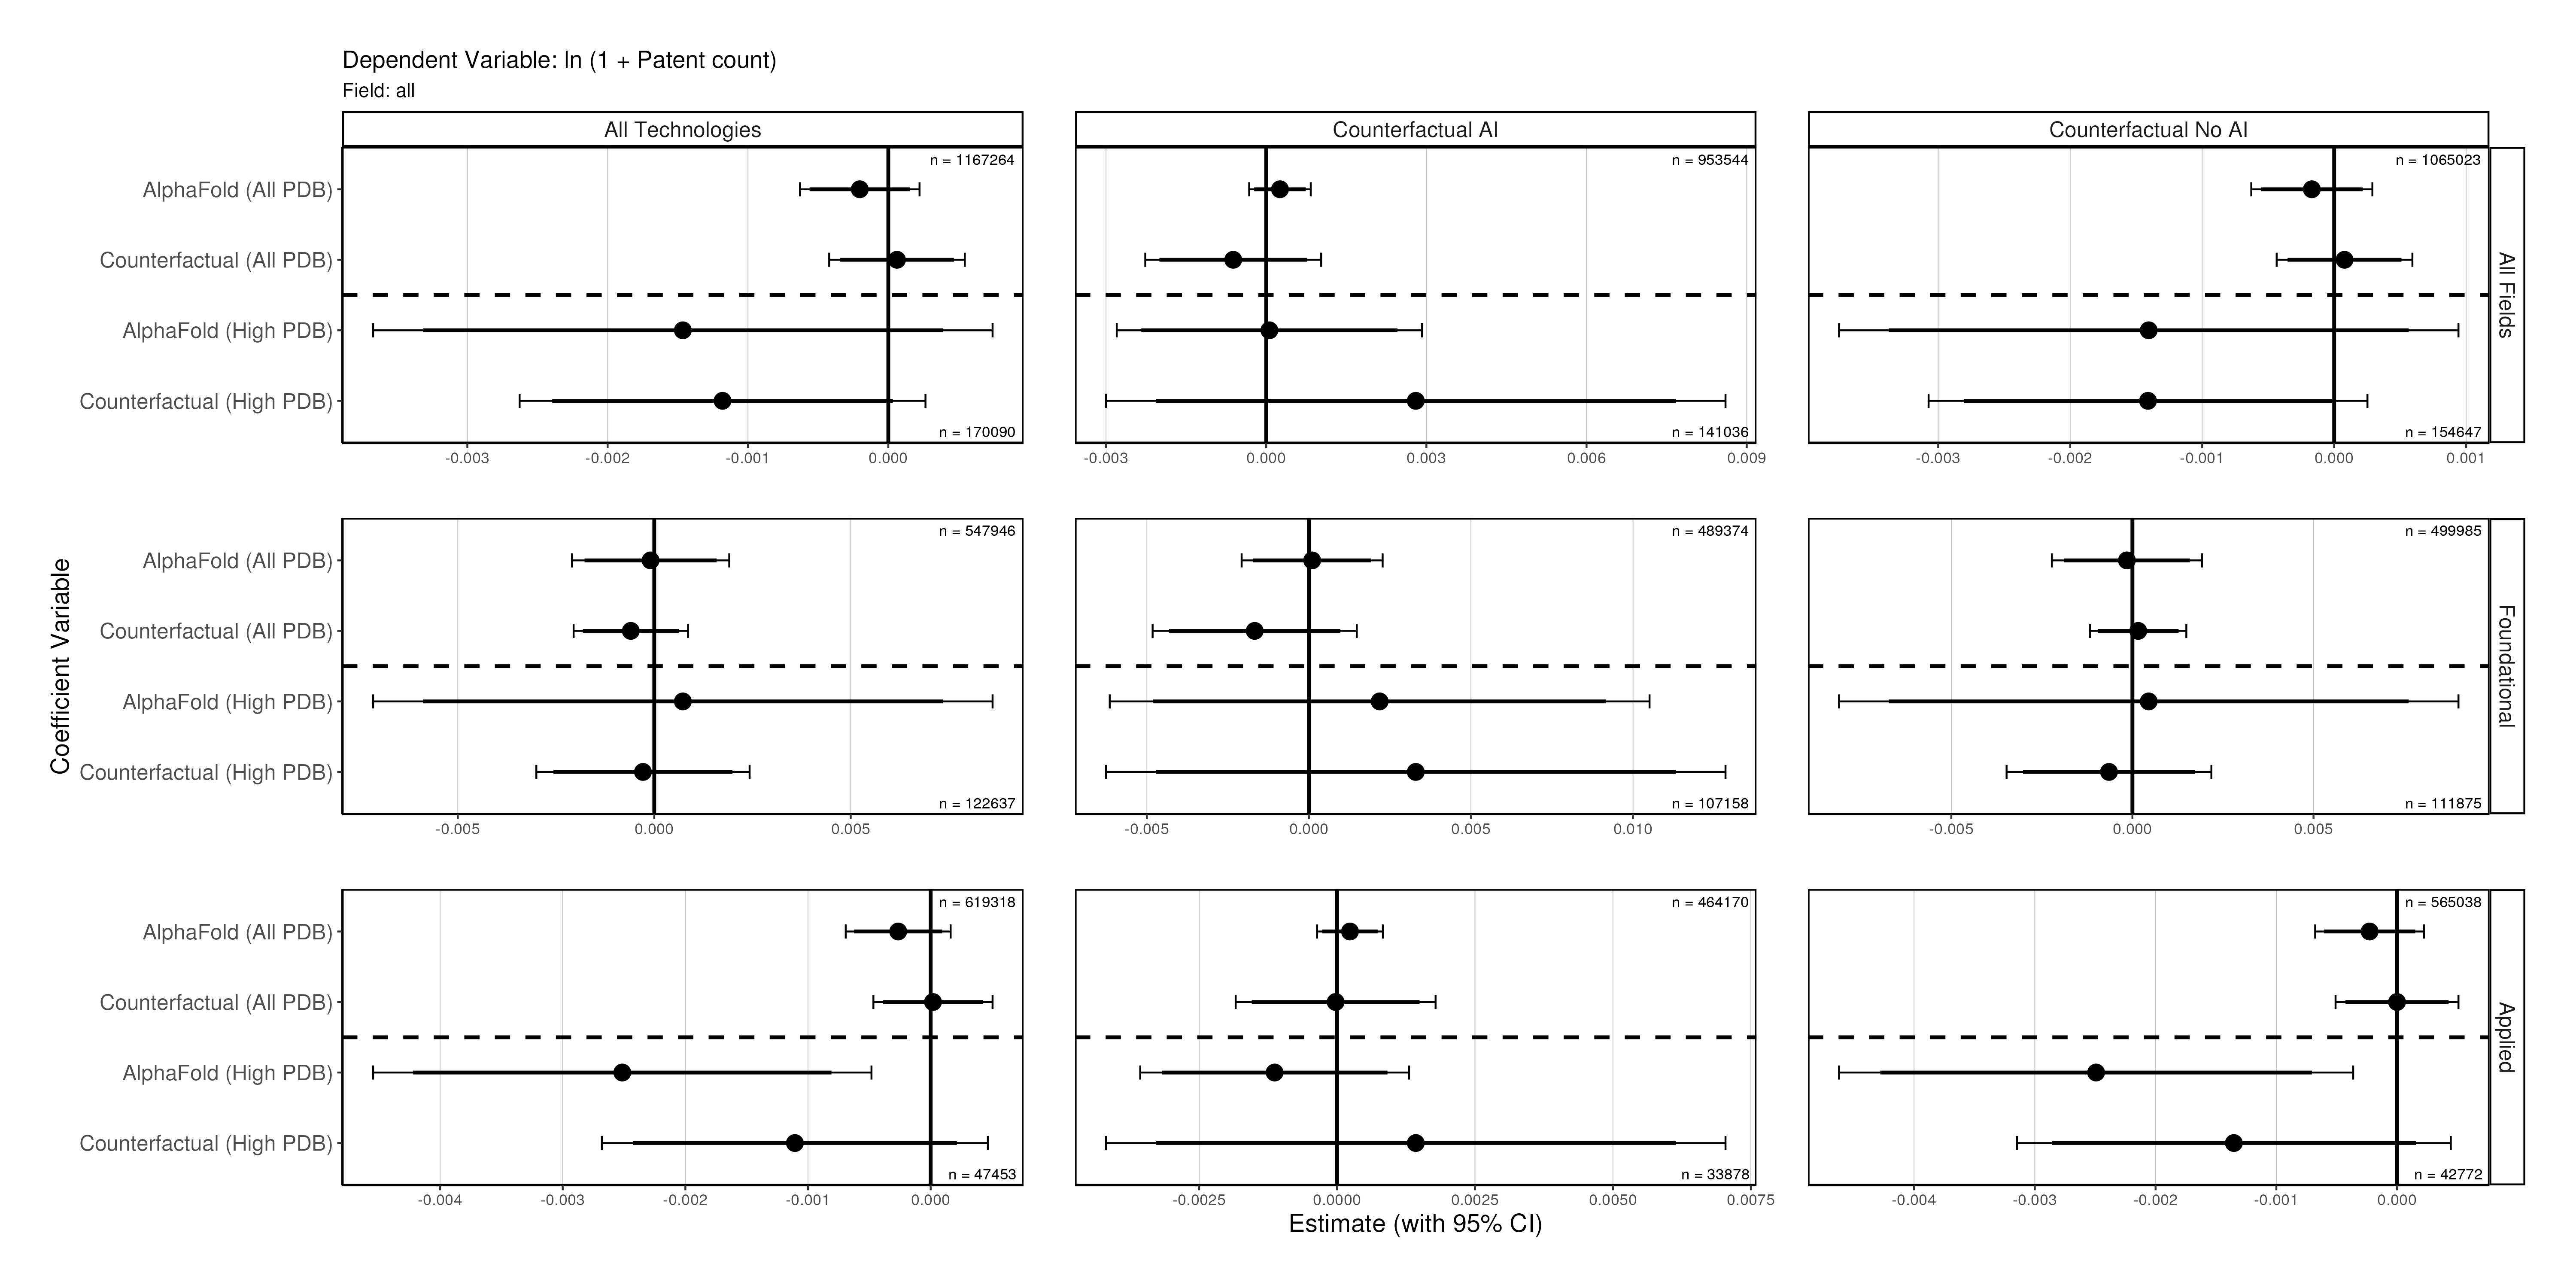 Dependent Variable: ln (1 + Patent count)
Field: all
All Technologies
Counterfactual AI
Counterfactual No AI
Coefficient Variable
AlphaFold (All PDB)
Counterfactual (All PDB)
AlphaFold (High PDB)
Counterfactual (High PDB)
n = 1167264
n = 170090
-0.003 -0.002 -0.001 0.000
n = 953544
n = 141036
-0.003 0.000 0.003 0.006 0.009
n = 1065023
n = 154647
-0.003 -0.002 -0.001 0.000 0.001
All Fields
AlphaFold (All PDB)
Counterfactual (All PDB)
AlphaFold (High PDB)
Counterfactual (High PDB)
n = 547946
n = 122637
-0.005 0.000 0.005
n = 489374
n = 107158
-0.005 0.000 0.005 0.010
n = 499985
n = 111875
-0.005 0.000 0.005
Foundational
AlphaFold (All PDB)
Counterfactual (All PDB)
AlphaFold (High PDB)
Counterfactual (High PDB)
n = 619318
n = 47453
-0.004 -0.003 -0.002 -0.001 0.000
n = 464170
n = 33878
-0.0025 0.0000 0.0025 0.0050 0.0075
n = 565038
n = 42772
-0.004 -0.003 -0.002 -0.001 0.000
Applied
Estimate (with 95% CI)